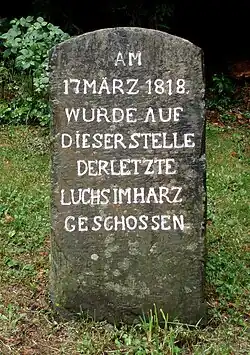 AM
17 MÄRZ 1818.
WURDE AUF
DIESER STELLE
DER LETZTE
LUCHS IM HARZ
GESCHOSSEN